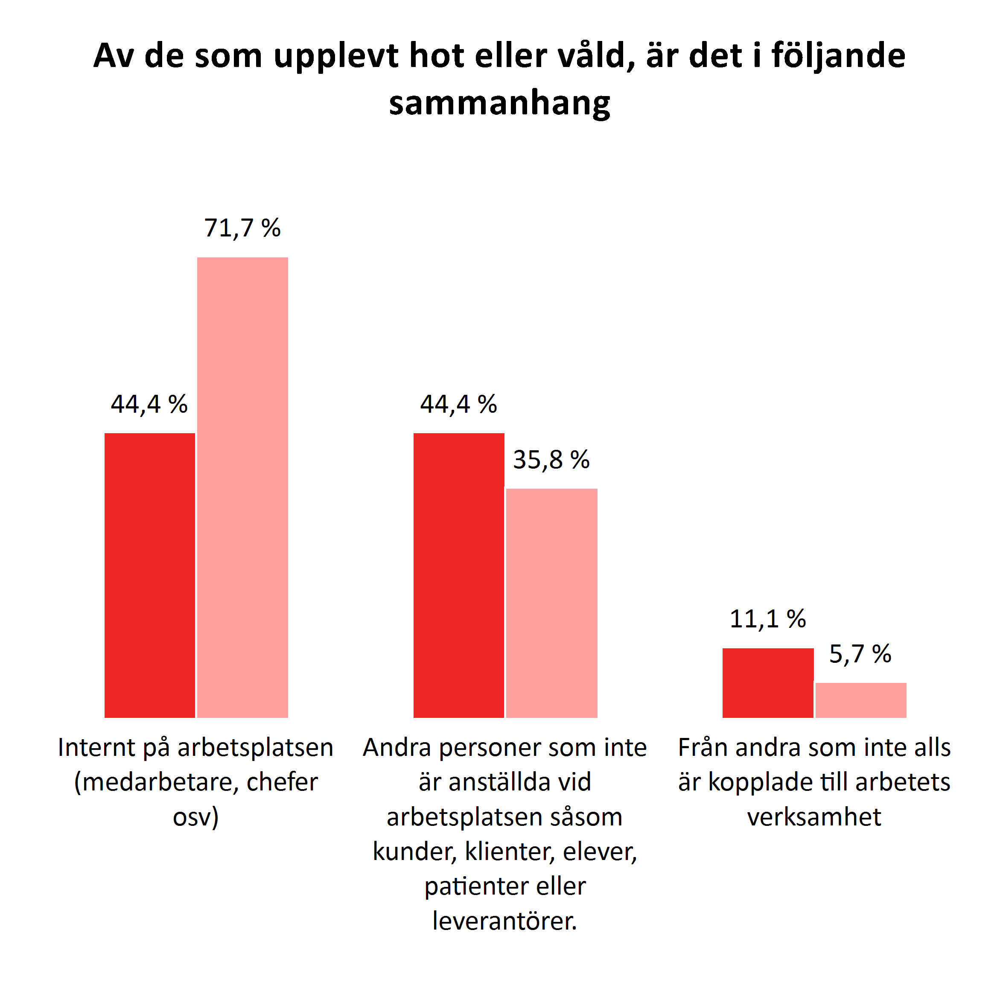 Av de som upplevt hot eller våld, är det i följande
sammanhang
71,7 %
44,4 %
44,4 %
35,8 %
11,1 %
5,7 %
Internt på arbetsplatsen
(medarbetare, chefer
osv)
Andra personer som inte
är anställda vid
arbetsplatsen såsom
kunder, klienter, elever,
patienter eller
leverantörer.
Från andra som inte alls
är kopplade till arbetets
verksamhet